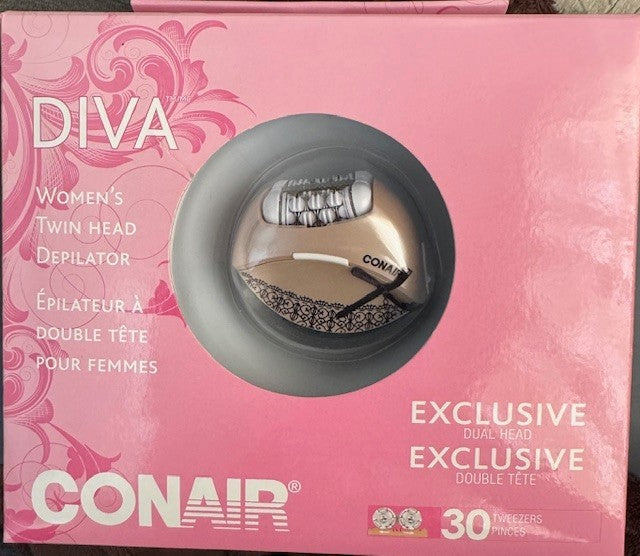 DIVA™
WOMEN'S
TWIN HEAD
DEPILATOR
ÉPILATEUR À
DOUBLE TÊTE
POUR FEMMES
CONAIR
EXCLUSIVE
DUAL HEAD
EXCLUSIVE
DOUBLE TÊTE
CONAIR®
30 TWEEZERS
PINCES